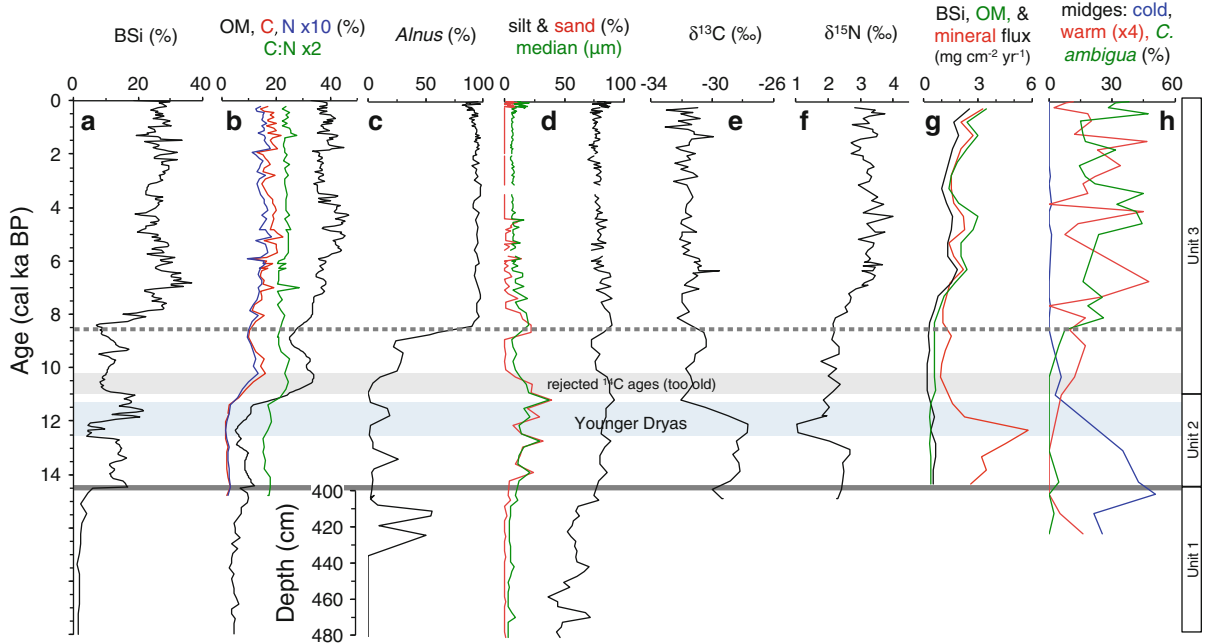 BSi (%)
OM, C, N x10 (%)
C:N x2
Alnus (%)
silt & sand (%)
median (µm)
δ13C (‰)
δ15N (‰)
BSi, OM, &
mineral flux
(mg cm-2 yr-1)
midges: cold,
warm (x4), C.
ambigua (%)
0 20 40
0 20 40
0 50 100
0 50 100
-34 -30 -26
1 2 3 4
0 3 6
0 15 30 45 60
a b c d e f g h
Age (cal ka BP)
0
2
4
6
8
10
12
14
rejected 14C ages (too old)
Younger Dryas
Depth (cm)
400
420
440
460
480
Unit 3
Unit 2
Unit 1